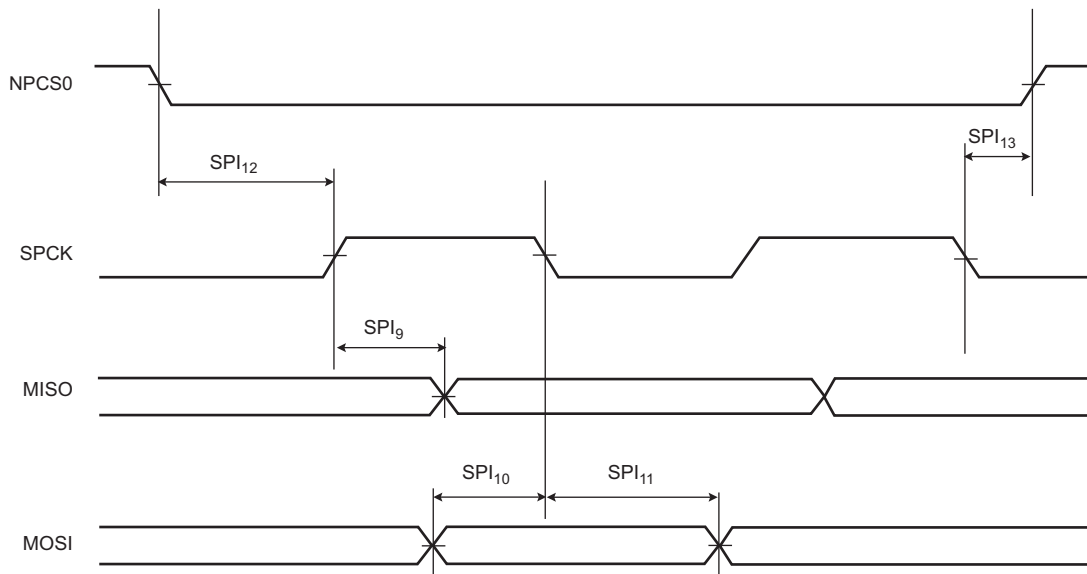 NPCS0
SPI₁₃
SPI₁₂
SPCK
SPI₉
MISO
SPI₁₀
SPI₁₁
MOSI